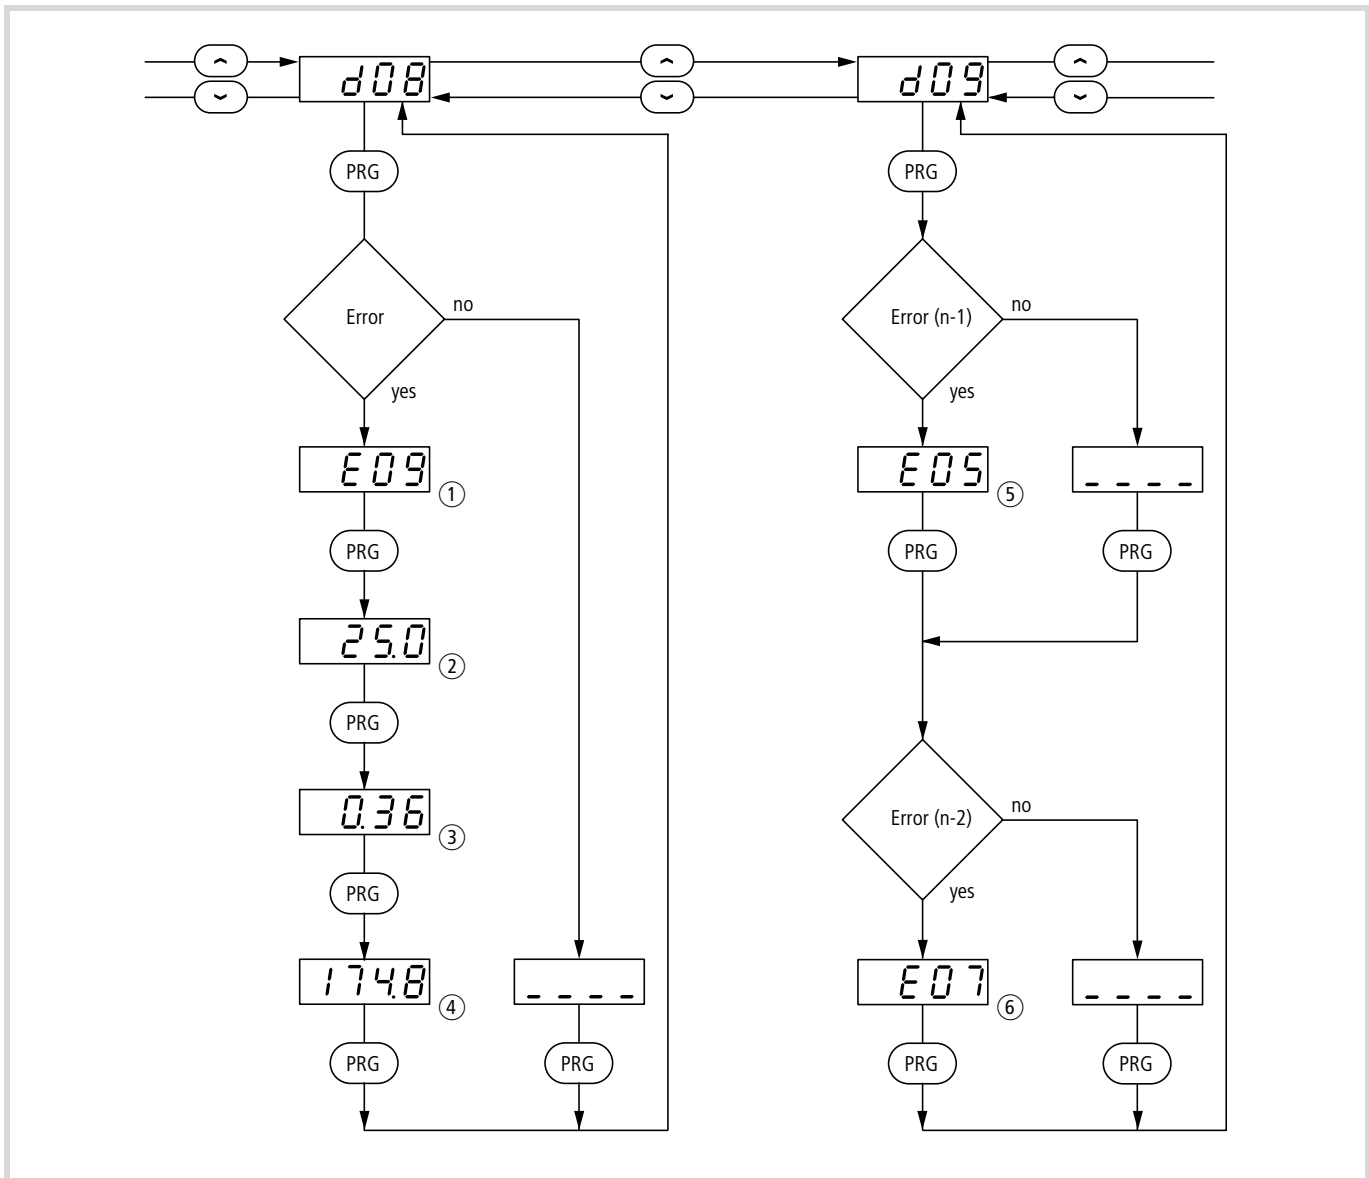 d08
d09
PRG
PRG
Error
no
yes
Error (n-1)
no
yes
E09
①
E05
⑤
_ _ _ _
PRG
PRG
PRG
25.0
②
PRG
0.36
③
Error (n-2)
no
yes
PRG
174.8
④
_ _ _ _
E07
⑥
_ _ _ _
PRG
PRG
PRG
PRG